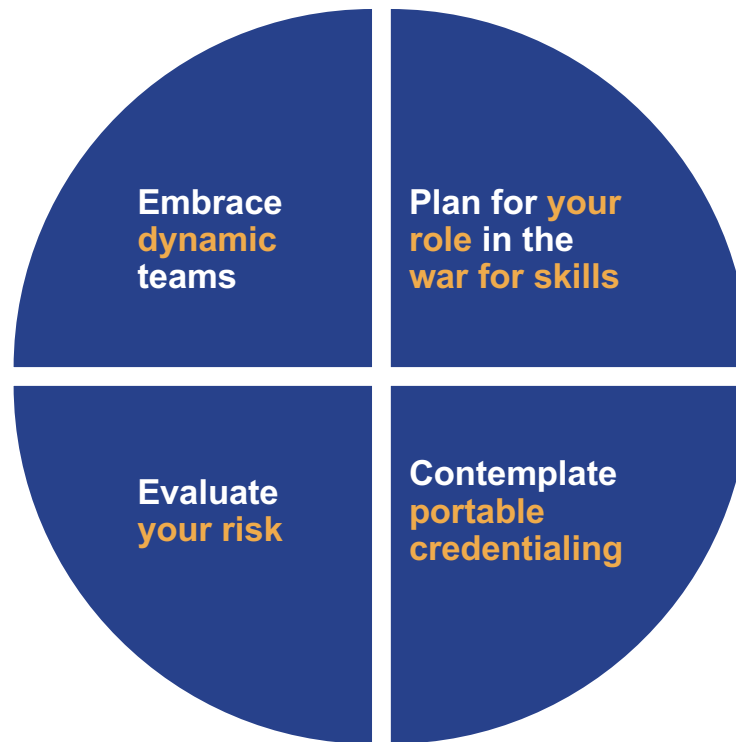 Embrace
dynamic
teams
Plan for your
role in the
war for skills
Evaluate
your risk
Contemplate
portable
credentialing